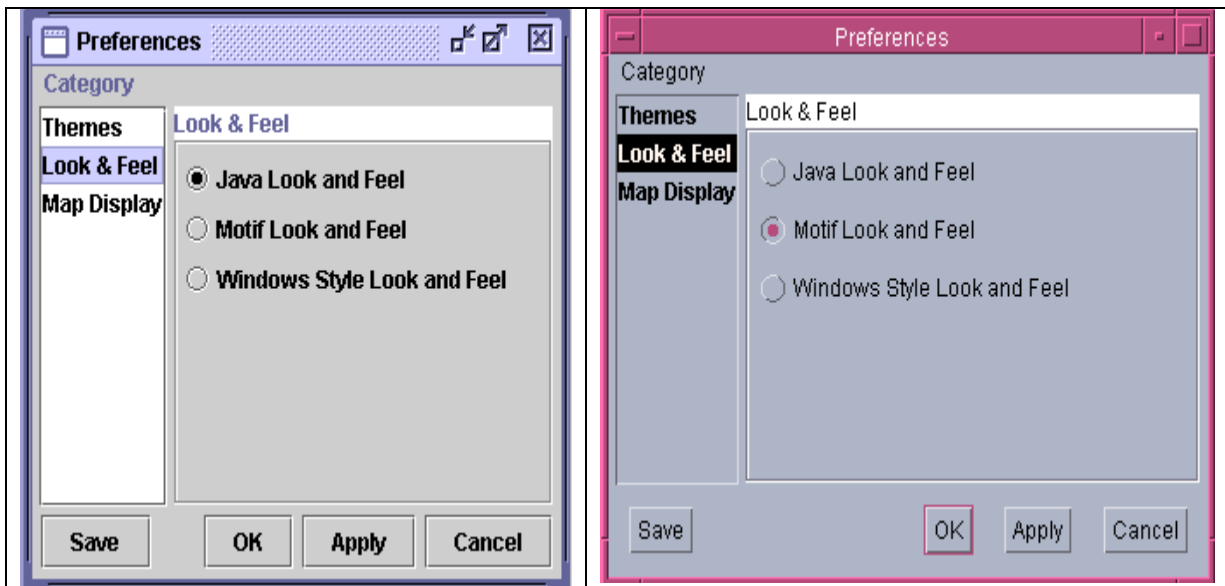 Preferences
Category
Themes
Look & Feel
Map Display
Look & Feel
Java Look and Feel
Motif Look and Feel
Windows Style Look and Feel
Save
OK
Apply
Cancel
Preferences
Category
Themes
Look & Feel
Map Display
Look & Feel
Java Look and Feel
Motif Look and Feel
Windows Style Look and Feel
Save
OK
Apply
Cancel